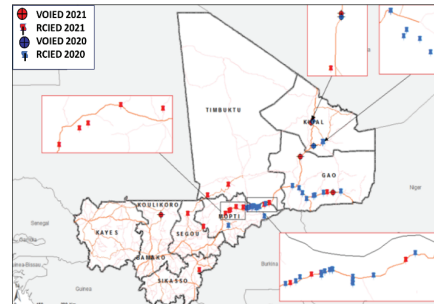 VOIED 2021
RCIED 2021
VOIED 2020
RCIED 2020
TIMBUKTU
KIDAL
GAO
KOULIKORO
KAYES
SEGOU
MOPTI
BAMAKO
SIKASSO
Senegal
Guinea
Burkina
Niger